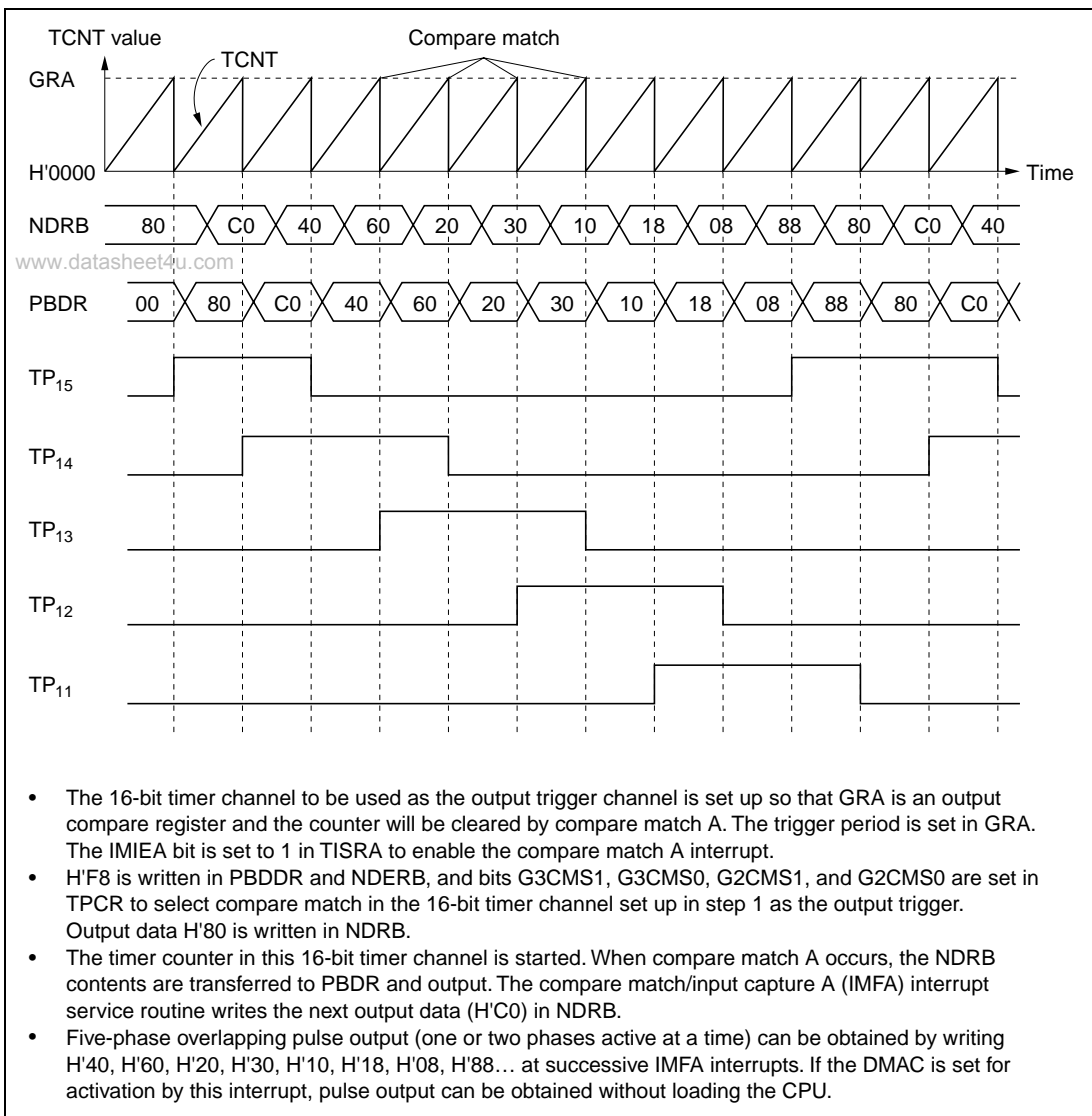 TCNT value
Compare match
TCNT
GRA
H'0000
Time
NDRB 80 C0 40 60 20 30 10 18 08 88 80 C0 40
www.datasheet4u.com
PBDR 00 80 C0 40 60 20 30 10 18 08 88 80 C0
TP15
TP14
TP13
TP12
TP11
• The 16-bit timer channel to be used as the output trigger channel is set up so that GRA is an output
compare register and the counter will be cleared by compare match A. The trigger period is set in GRA.
The IMIEA bit is set to 1 in TISRA to enable the compare match A interrupt.
• H'F8 is written in PBDDR and NDERB, and bits G3CMS1, G3CMS0, G2CMS1, and G2CMS0 are set in
TPCR to select compare match in the 16-bit timer channel set up in step 1 as the output trigger.
Output data H'80 is written in NDRB.
• The timer counter in this 16-bit timer channel is started. When compare match A occurs, the NDRB
contents are transferred to PBDR and output. The compare match/input capture A (IMFA) interrupt
service routine writes the next output data (H'C0) in NDRB.
• Five-phase overlapping pulse output (one or two phases active at a time) can be obtained by writing
H'40, H'60, H'20, H'30, H'10, H'18, H'08, H'88… at successive IMFA interrupts. If the DMAC is set for
activation by this interrupt, pulse output can be obtained without loading the CPU.